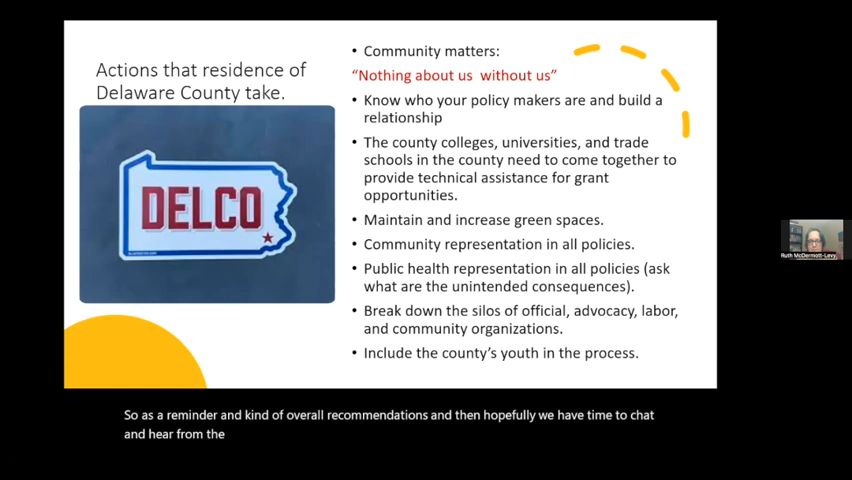 Actions that residence of
Delaware County take.
DELCO
• Community matters:
“Nothing about us without us”
• Know who your policy makers are and build a
relationship
• The county colleges, universities, and trade
schools in the county need to come together to
provide technical assistance for grant
opportunities.
• Maintain and increase green spaces.
• Community representation in all policies.
• Public health representation in all policies (ask
what are the unintended consequences).
• Break down the silos of official, advocacy, labor,
and community organizations.
• Include the county’s youth in the process.
Ruth McDermott-Levy,
So as a reminder and kind of overall recommendations and then hopefully we have time to chat
and hear from the